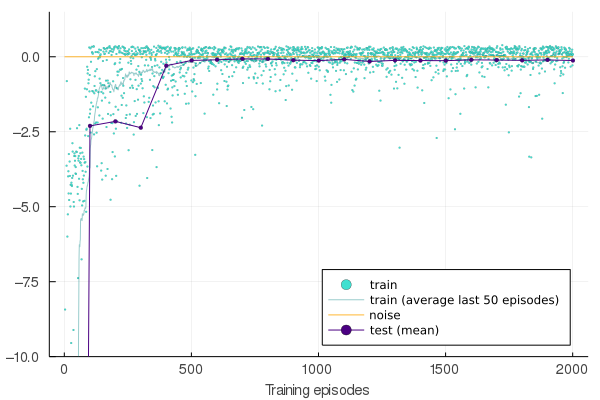 0.0
−2.5
−5.0
−7.5
−10.0
0
500
1000
1500
2000
Training episodes
train
train (average last 50 episodes)
noise
test (mean)